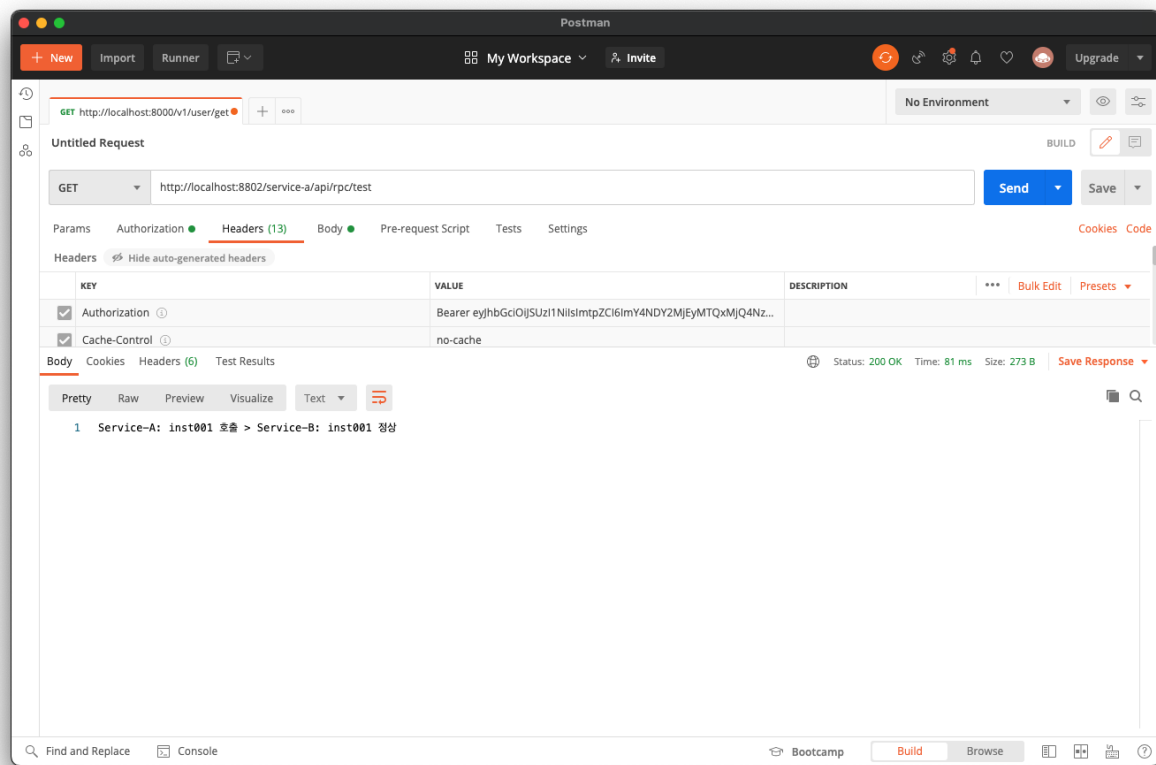 Postman
+ New Import Runner My Workspace Invite Upgrade
GET http://localhost:8000/v1/user/get + ooo No Environment
Untitled Request BUILD
GET http://localhost:8802/service-a/api/rpc/test Send Save
Params Authorization Headers (13) Body Pre-request Script Tests Settings Cookies Code
Headers Hide auto-generated headers
KEY VALUE DESCRIPTION ••• Bulk Edit Presets
Authorization Bearer eyJhbGciOiJSUzI1NiIsImtpZCI6ImY4NDY2MjEyMTQxMjQ4Nz...
Cache-Control no-cache
Body Cookies Headers (6) Test Results Status: 200 OK Time: 81 ms Size: 273 B Save Response
Pretty Raw Preview Visualize Text
1 Service-A: inst001 호출 > Service-B: inst001 정상
Find and Replace Console Bootcamp Build Browse